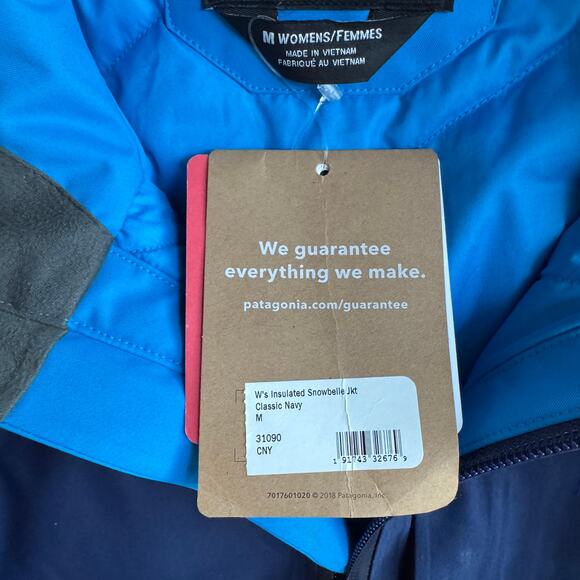 M WOMENS/FEMMES
MADE IN VIETNAM
FABRIQUÉ AU VIETNAM
We guarantee
everything we make.
patagonia.com/guarantee
W's Insulated Snowbelle Jkt
Classic Navy
M
31090
CNY
1 91743 32676 9
7017601020 © 2018 Patagonia, Inc.